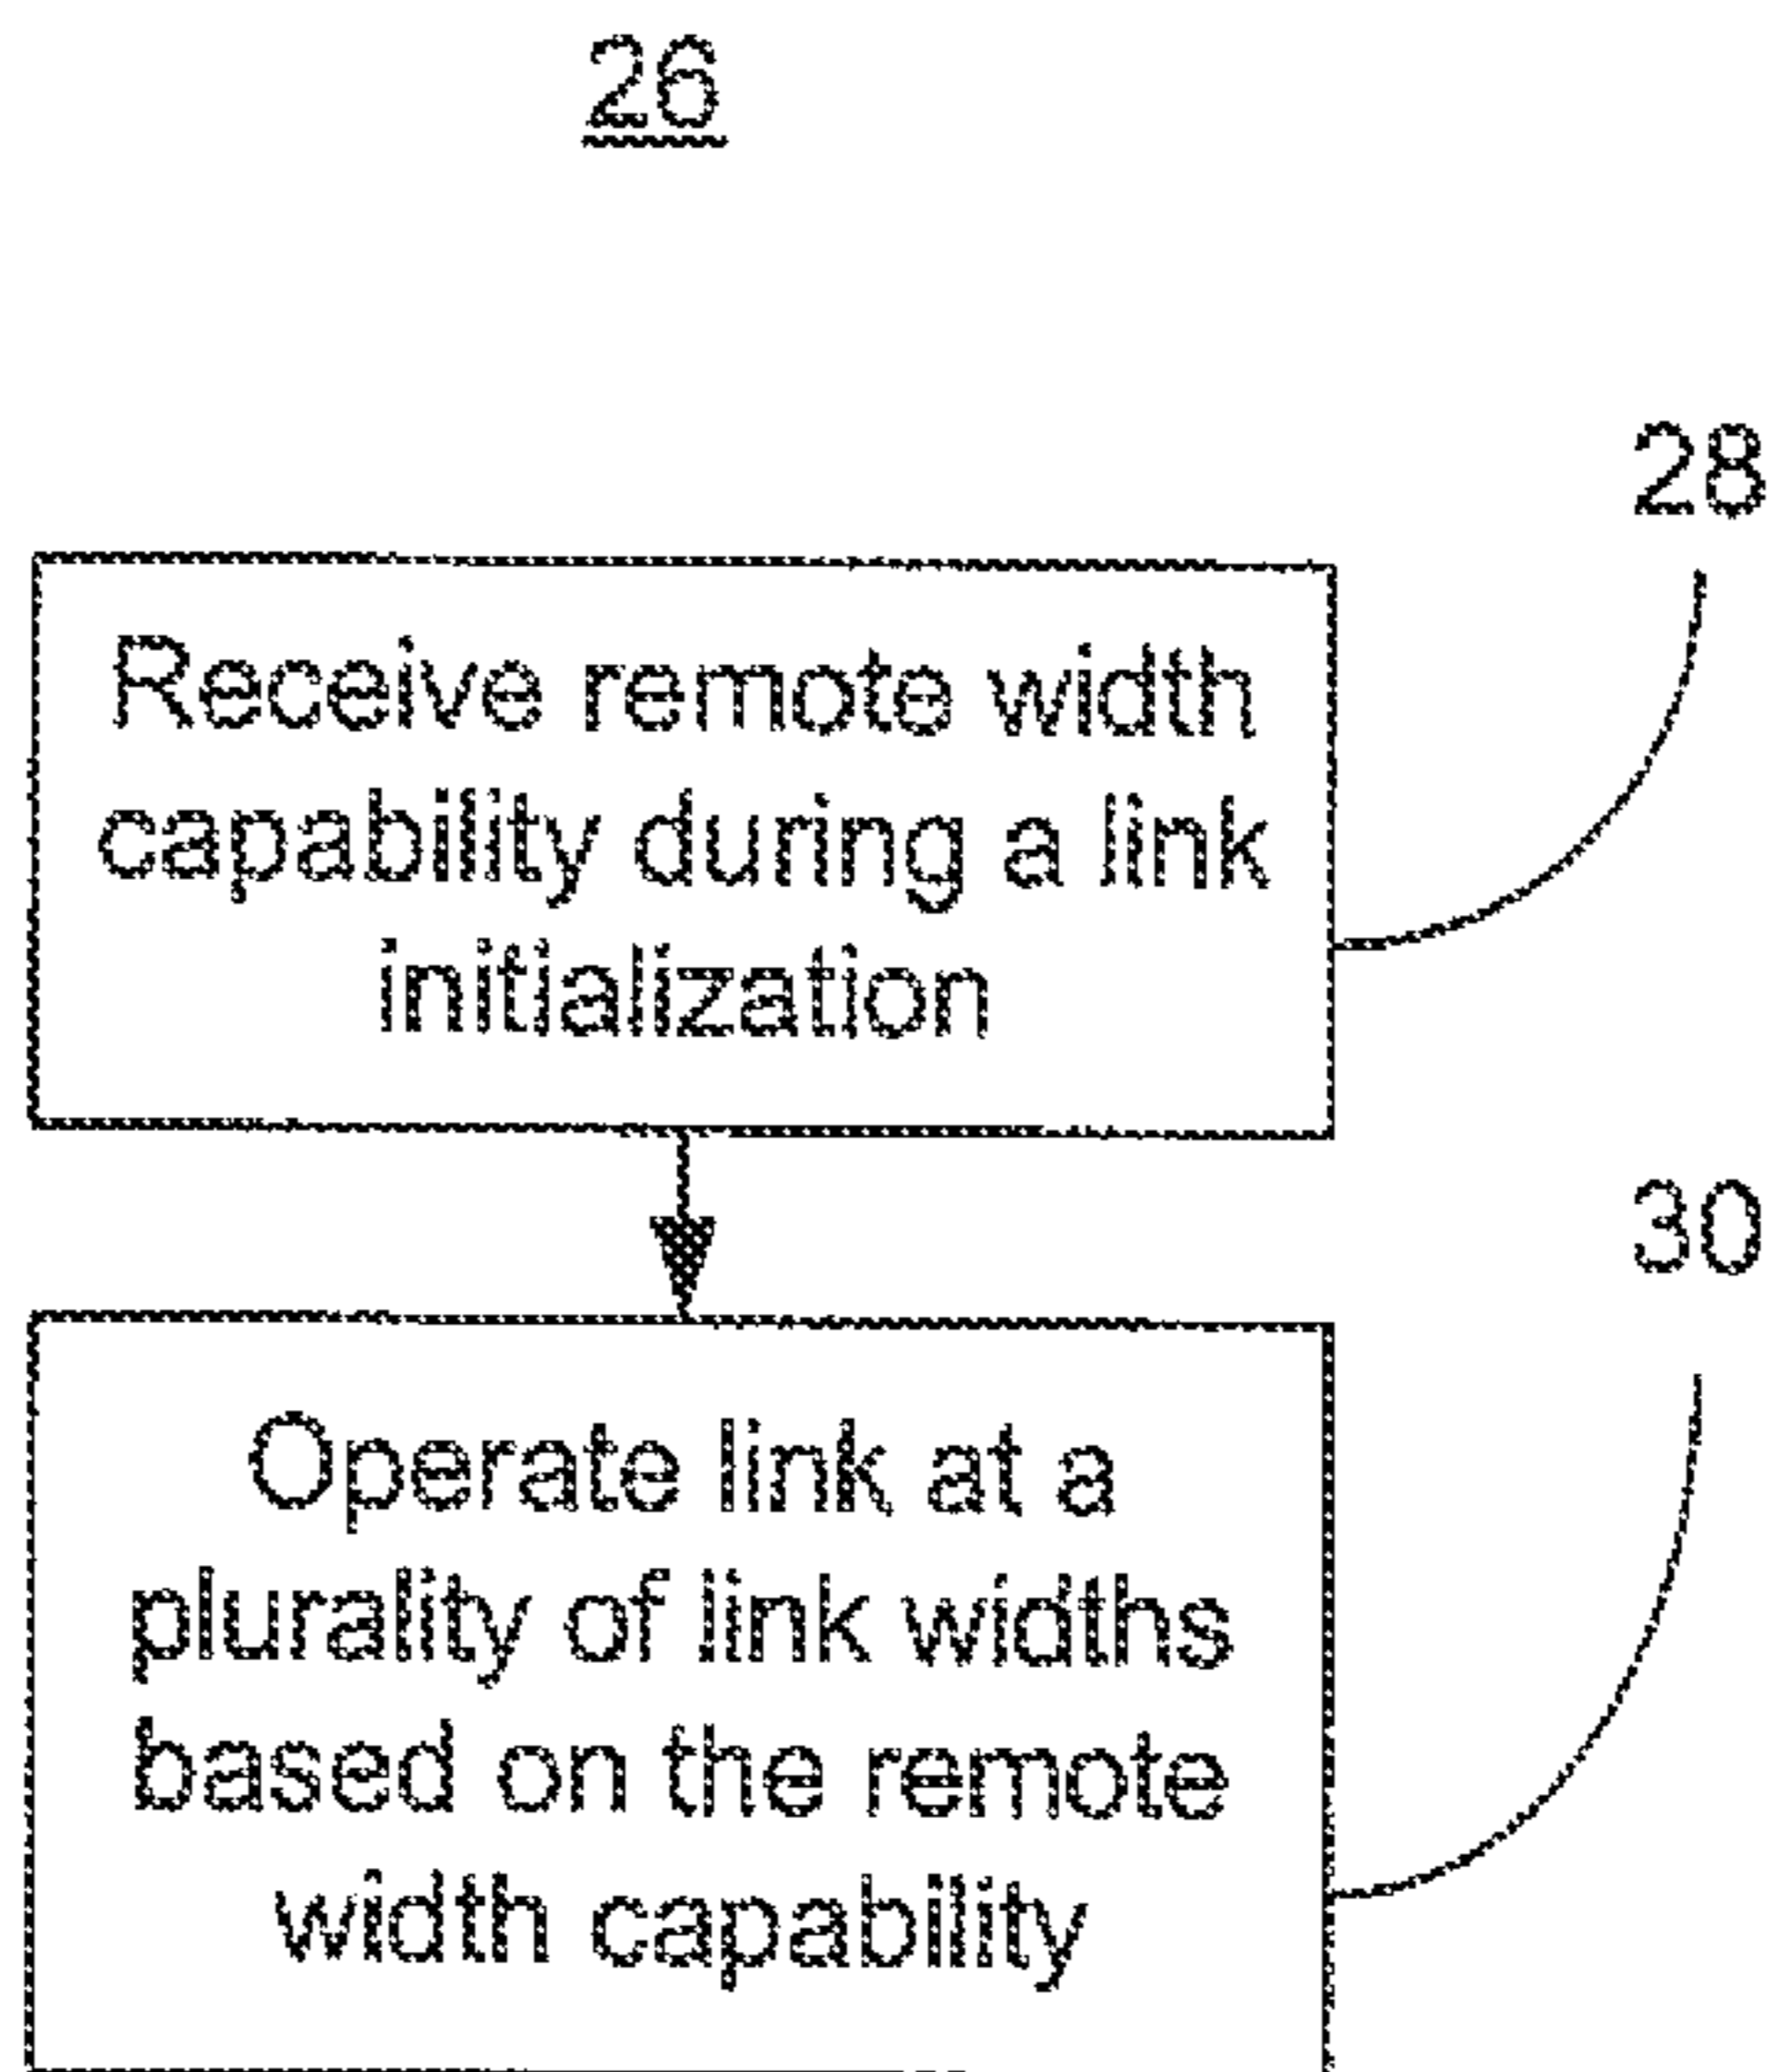 26
28
Receive remote width
capability during a link
initialization
30
Operate link at a
plurality of link widths
based on the remote
width capability